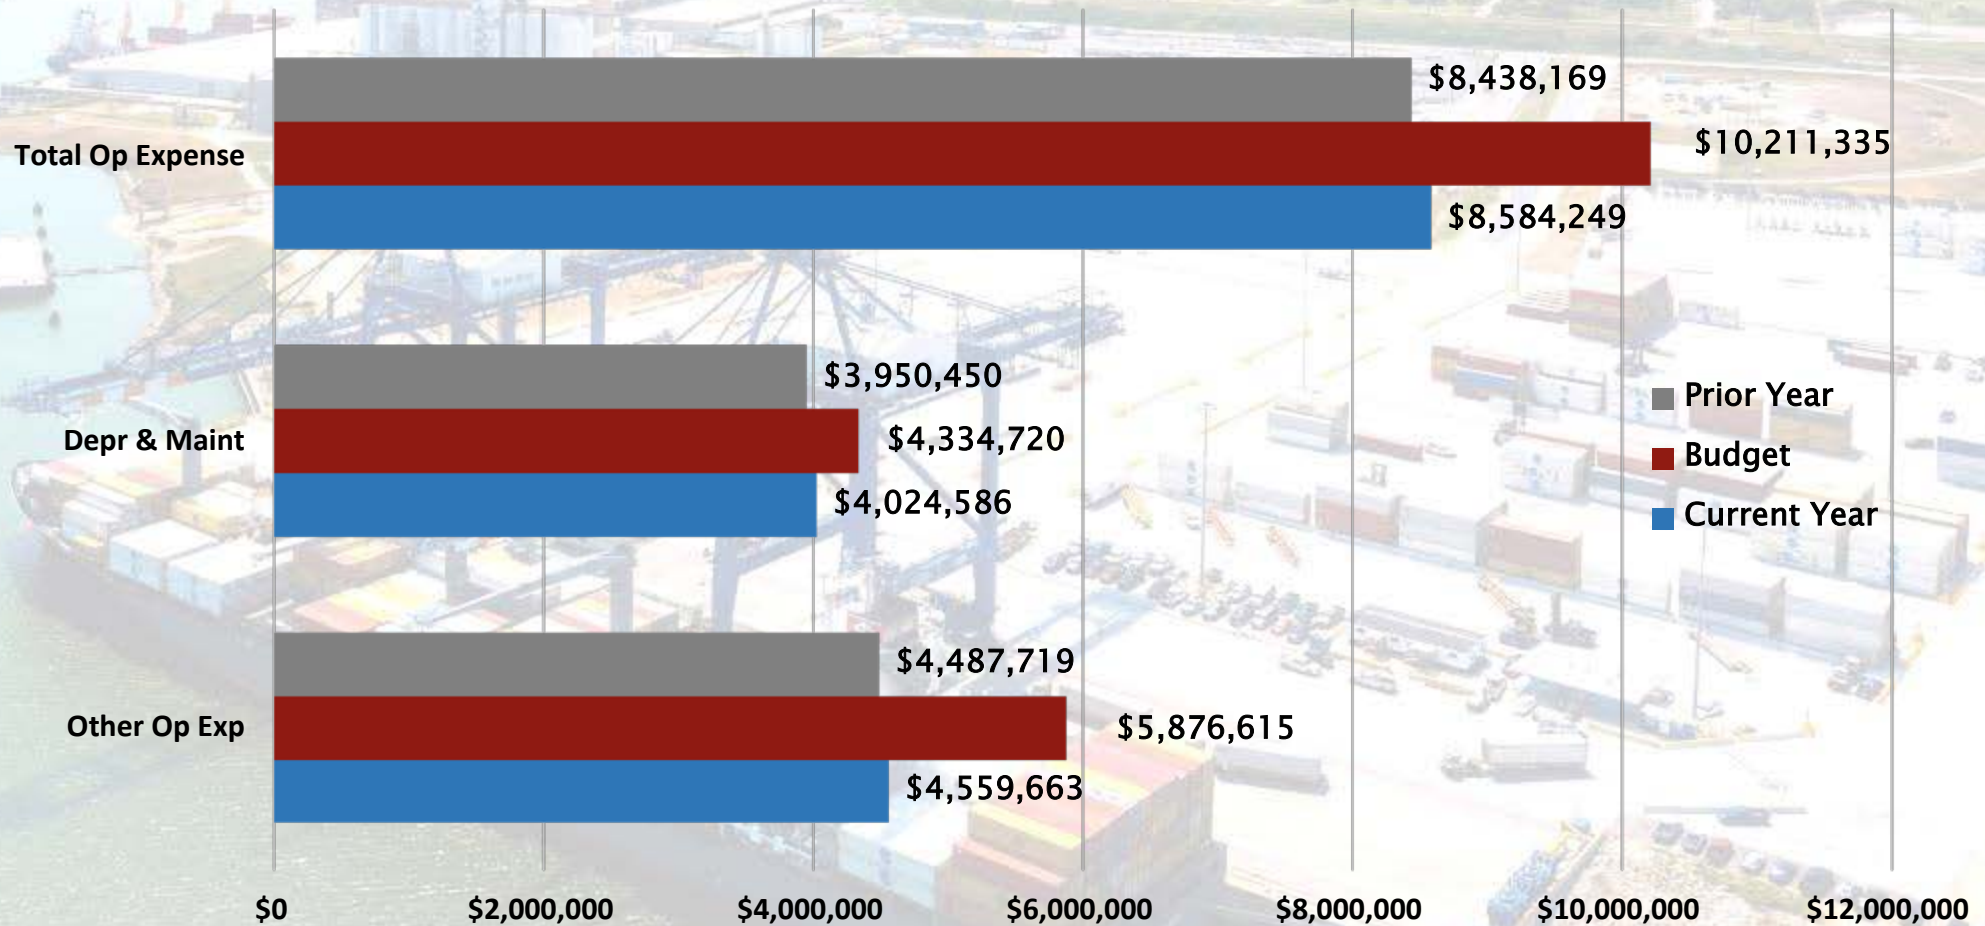 $8,438,169
Total Op Expense
$10,211,335
$8,584,249
$3,950,450
Depr & Maint
$4,334,720
$4,024,586
Prior Year
Budget
Current Year
$4,487,719
Other Op Exp
$5,876,615
$4,559,663
$0 $2,000,000 $4,000,000 $6,000,000 $8,000,000 $10,000,000 $12,000,000